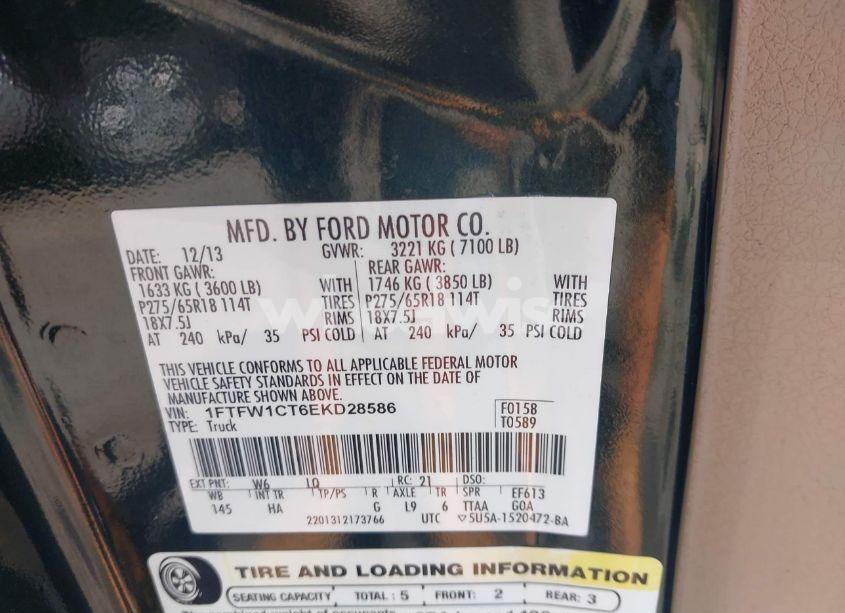 MFD. BY FORD MOTOR CO.
DATE: 12/13 GVWR: 3221 KG ( 7100 LB)
FRONT GAWR: REAR GAWR:
1633 KG ( 3600 LB) WITH 1746 KG ( 3850 LB) WITH
P275/65R18 114T TIRES P275/65R18 114T TIRES
18X7.5J RIMS 18X7.5J RIMS
AT 240 kPa/ 35 PSI COLD AT 240 kPa/ 35 PSI COLD
THIS VEHICLE CONFORMS TO ALL APPLICABLE FEDERAL MOTOR
VEHICLE SAFETY STANDARDS IN EFFECT ON THE DATE OF
MANUFACTURE SHOWN ABOVE.
VIN: 1FTFW1CT6EKD28586 F0158
TYPE: Truck T0589
EXT PNT: W6 LQ RC: 21 DSO:
WB INT TR TP/PS R AXLE TR SPR EF613
145 HA G L9 6 TTAA GOA
2201312173766 UTC ▽5U5A-1520472-BA
TIRE AND LOADING INFORMATION
SEATING CAPACITY TOTAL : 5 FRONT: 2 REAR: 3